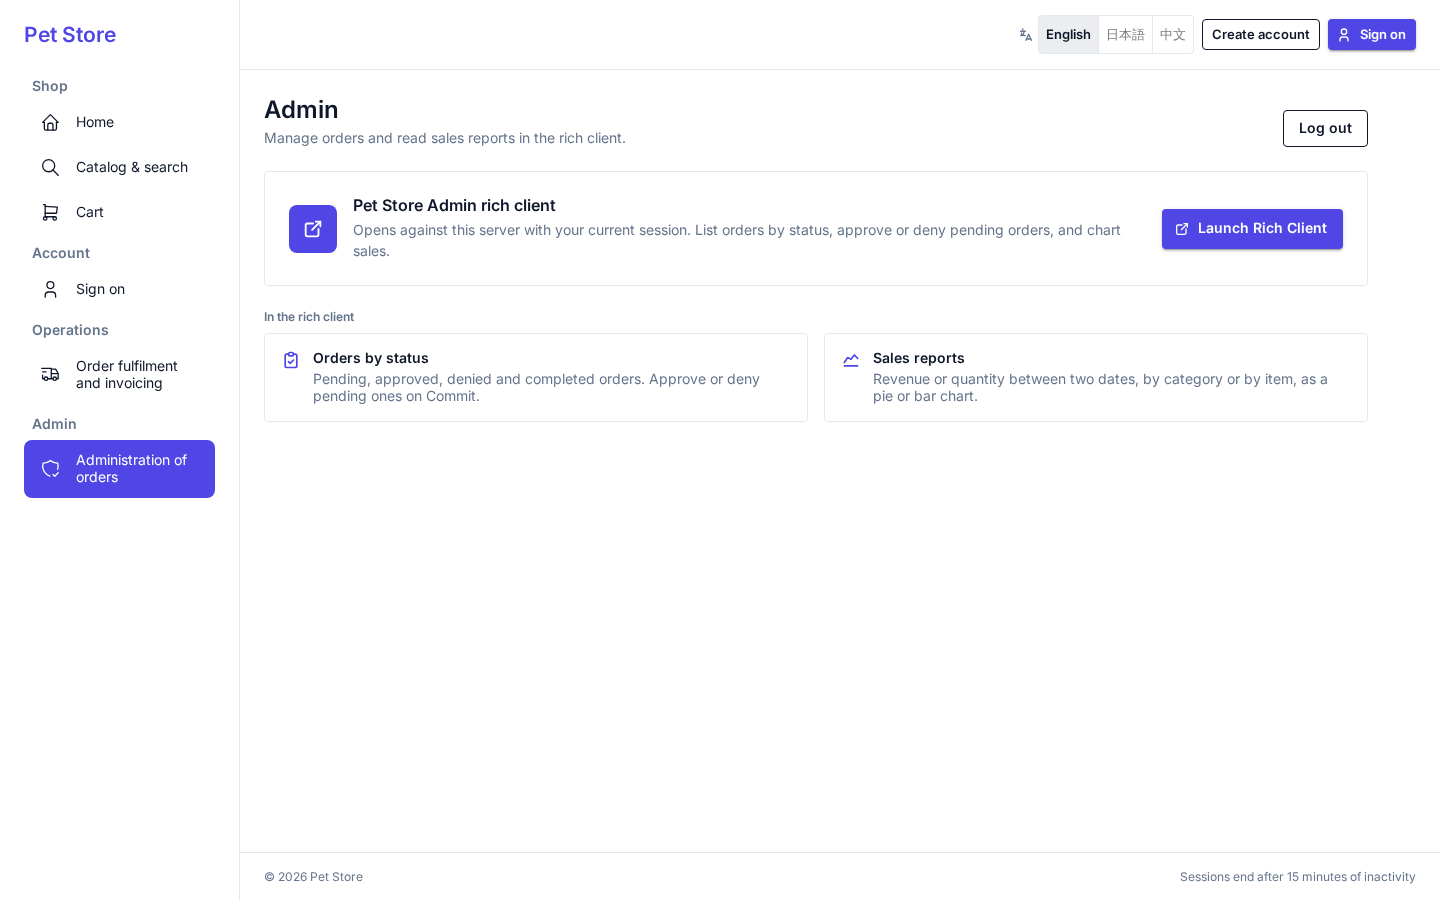 Pet Store
English
日本語
中文
Create account
Sign on
Shop
Home
Catalog & search
Cart
Account
Sign on
Operations
Order fulfilment
and invoicing
Admin
Administration of
orders
Admin
Manage orders and read sales reports in the rich client.
Log out
Pet Store Admin rich client
Opens against this server with your current session. List orders by status, approve or deny pending orders, and chart
sales.
Launch Rich Client
In the rich client
Orders by status
Pending, approved, denied and completed orders. Approve or deny
pending ones on Commit.
Sales reports
Revenue or quantity between two dates, by category or by item, as a
pie or bar chart.
© 2026 Pet Store
Sessions end after 15 minutes of inactivity